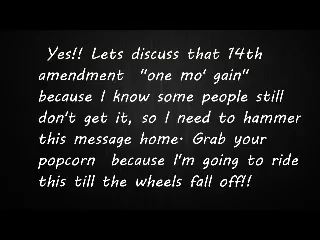 Yes!! Lets discuss that 14th
amendment "one mo' gain"
because I know some people still
don't get it, so I need to hammer
this message home. Grab your
popcorn because I'm going to ride
this till the wheels fall off!!